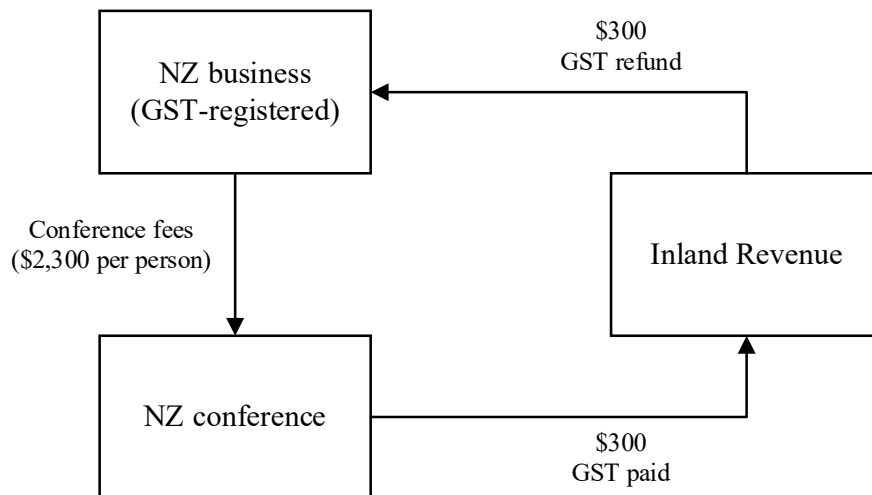 $300
GST refund
NZ business
(GST-registered)
Conference fees
($2,300 per person)
Inland Revenue
NZ conference
$300
GST paid